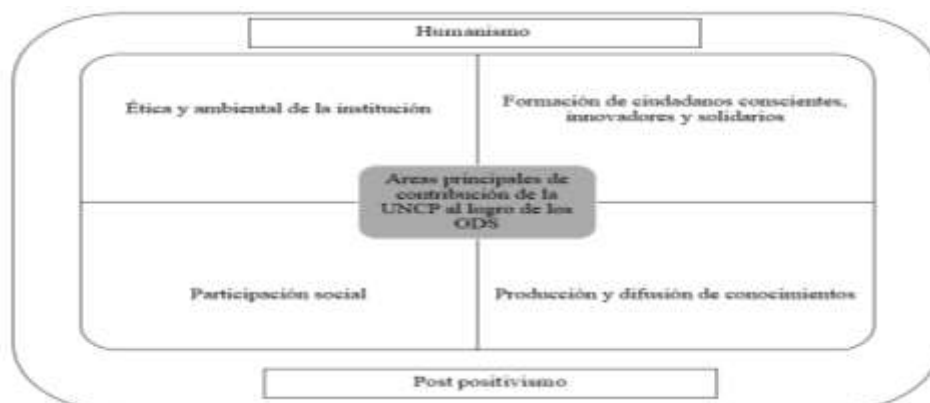 Humanismo
Ética y ambiental de la institución
Formación de ciudadanos conscientes,
innovadores y solidarios
Areas principales de
contribución de la
UNCP al logro de los
ODS
Participación social
Producción y difusión de conocimientos
Post positivismo